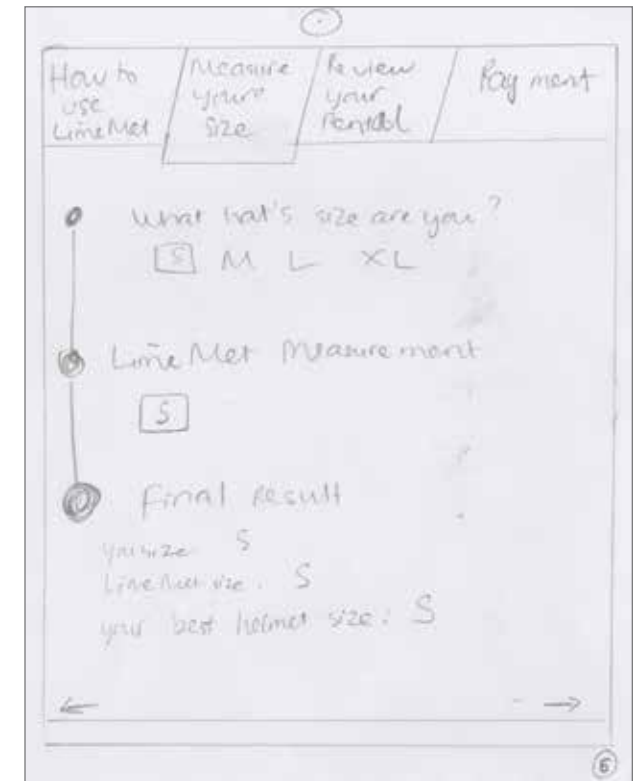 How to
use
LimeMet
Measure
your
size
Review
your
rental
Payment
What hat's size are you?
S M L XL
LimeMet Measurement
S
Final Result
your size S
LimeMet size: S
your best helmet size: S
6